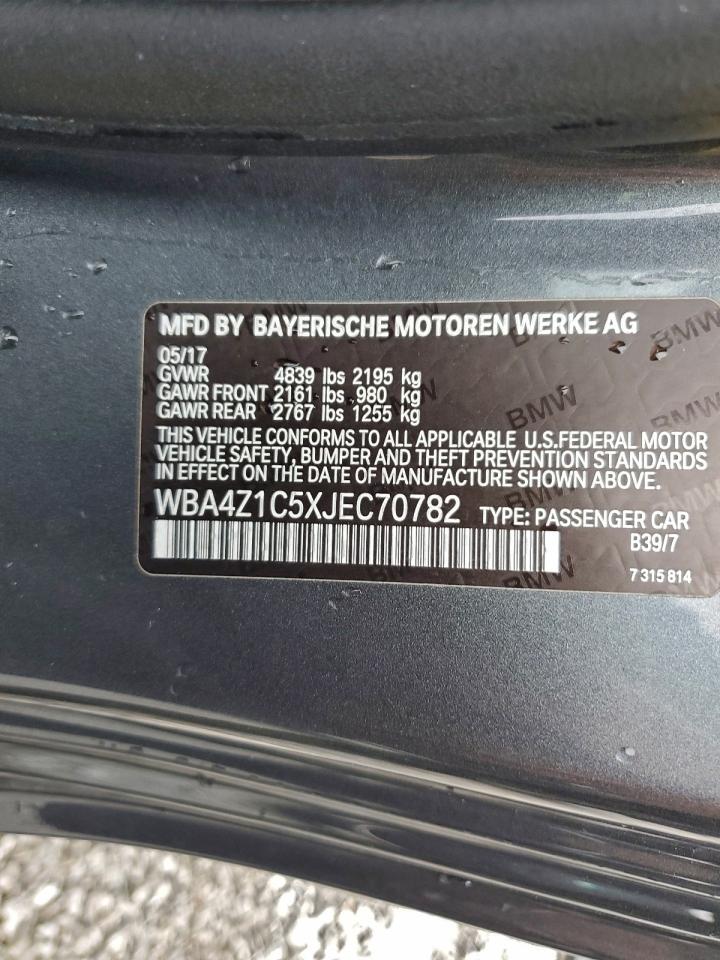 MFD BY BAYERISCHE MOTOREN WERKE AG
05/17
GVWR 4839 lbs 2195 kg
GAWR FRONT 2161 lbs 980 kg
GAWR REAR 2767 lbs 1255 kg
THIS VEHICLE CONFORMS TO ALL APPLICABLE U.S.FEDERAL MOTOR
VEHICLE SAFETY, BUMPER AND THEFT PREVENTION STANDARDS
IN EFFECT ON THE DATE OF MANUFACTURE SHOWN ABOVE.
WBA4Z1C5XJEC70782 TYPE: PASSENGER CAR
B39/7
7 315 814
BMW
BMW
BMW